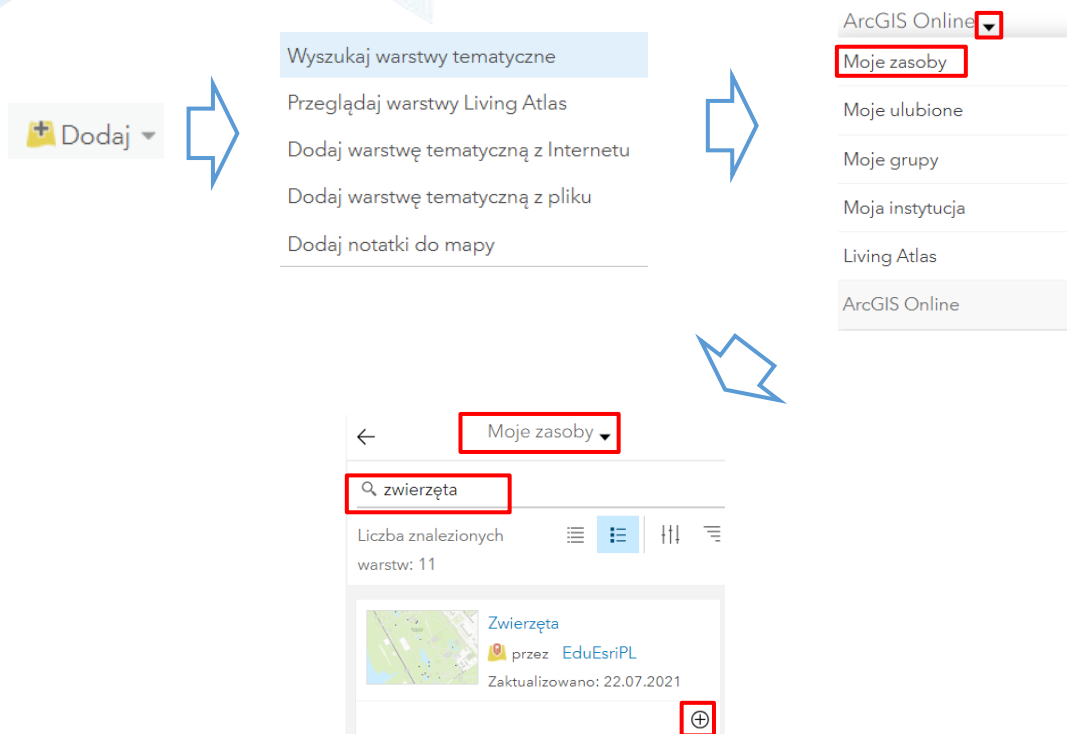 Dodaj
Wyszukaj warstwy tematyczne
Przeglądaj warstwy Living Atlas
Dodaj warstwę tematyczną z Internetu
Dodaj warstwę tematyczną z pliku
Dodaj notatki do mapy
ArcGIS Online
Moje zasoby
Moje ulubione
Moje grupy
Moja instytucja
Living Atlas
ArcGIS Online
Moje zasoby
zwierzęta
Liczba znalezionych
warstw: 11
Zwierzęta
przez EduEsriPL
Zaktualizowano: 22.07.2021